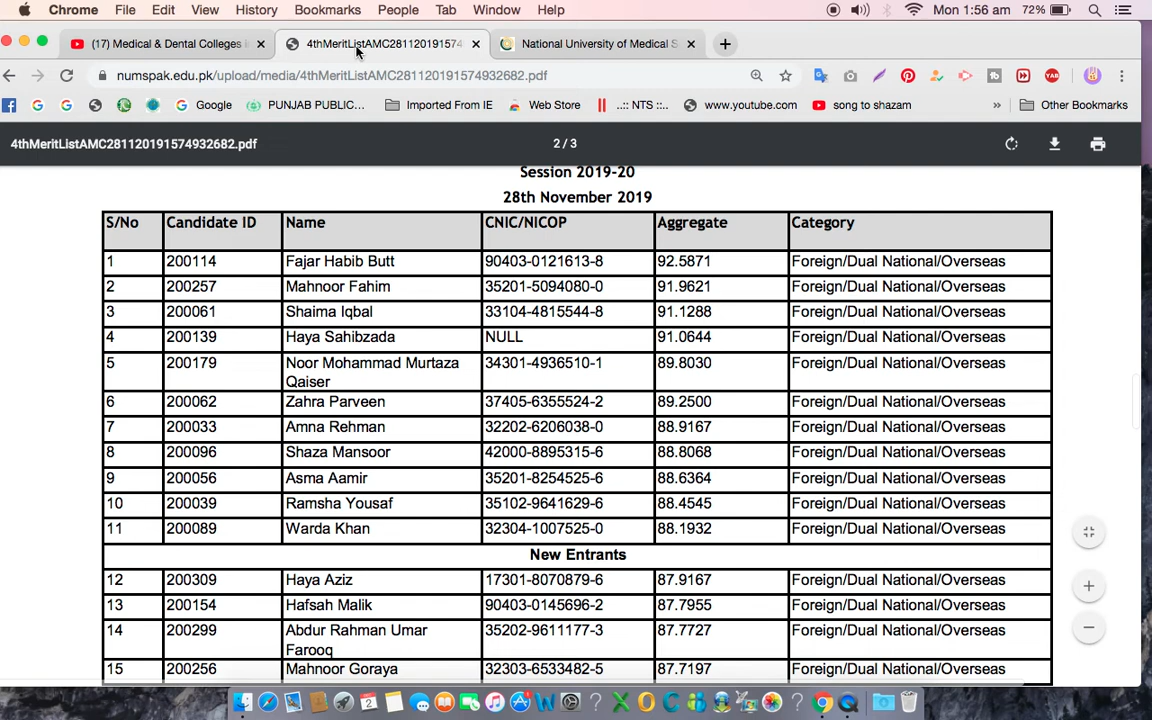 Chrome File Edit View History Bookmarks People Tab Window Help Mon 1:56 am 72%
(17) Medical & Dental Colleges 4thMeritListAMC281120191574 National University of Medical S
numspak.edu.pk/upload/media/4thMeritListAMC281120191574932682.pdf
Google PUNJAB PUBLIC... Imported From IE Web Store ..:: NTS ::.. www.youtube.com song to shazam » Other Bookmarks
4thMeritListAMC281120191574932682.pdf 2 / 3
Session 2019-20
28th November 2019
S/No Candidate ID Name CNIC/NICOP Aggregate Category
1 200114 Fajar Habib Butt 90403-0121613-8 92.5871 Foreign/Dual National/Overseas
2 200257 Mahnoor Fahim 35201-5094080-0 91.9621 Foreign/Dual National/Overseas
3 200061 Shaima Iqbal 33104-4815544-8 91.1288 Foreign/Dual National/Overseas
4 200139 Haya Sahibzada NULL 91.0644 Foreign/Dual National/Overseas
5 200179 Noor Mohammad Murtaza 34301-4936510-1 89.8030 Foreign/Dual National/Overseas
Qaiser
6 200062 Zahra Parveen 37405-6355524-2 89.2500 Foreign/Dual National/Overseas
7 200033 Amna Rehman 32202-6206038-0 88.9167 Foreign/Dual National/Overseas
8 200096 Shaza Mansoor 42000-8895315-6 88.8068 Foreign/Dual National/Overseas
9 200056 Asma Aamir 35201-8254525-6 88.6364 Foreign/Dual National/Overseas
10 200039 Ramsha Yousaf 35102-9641629-6 88.4545 Foreign/Dual National/Overseas
11 200089 Warda Khan 32304-1007525-0 88.1932 Foreign/Dual National/Overseas
New Entrants
12 200309 Haya Aziz 17301-8070879-6 87.9167 Foreign/Dual National/Overseas
13 200154 Hafsah Malik 90403-0145696-2 87.7955 Foreign/Dual National/Overseas
14 200299 Abdur Rahman Umar 35202-9611177-3 87.7727 Foreign/Dual National/Overseas
Farooq
15 200256 Mahnoor Goraya 32303-6533482-5 87.7197 Foreign/Dual National/Overseas